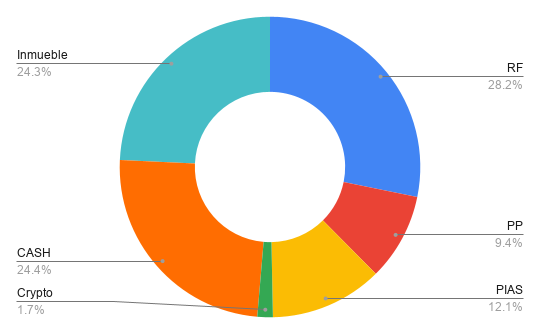 Inmueble
24.3%
RF
28.2%
PP
9.4%
CASH
24.4%
PIAS
12.1%
Crypto
1.7%